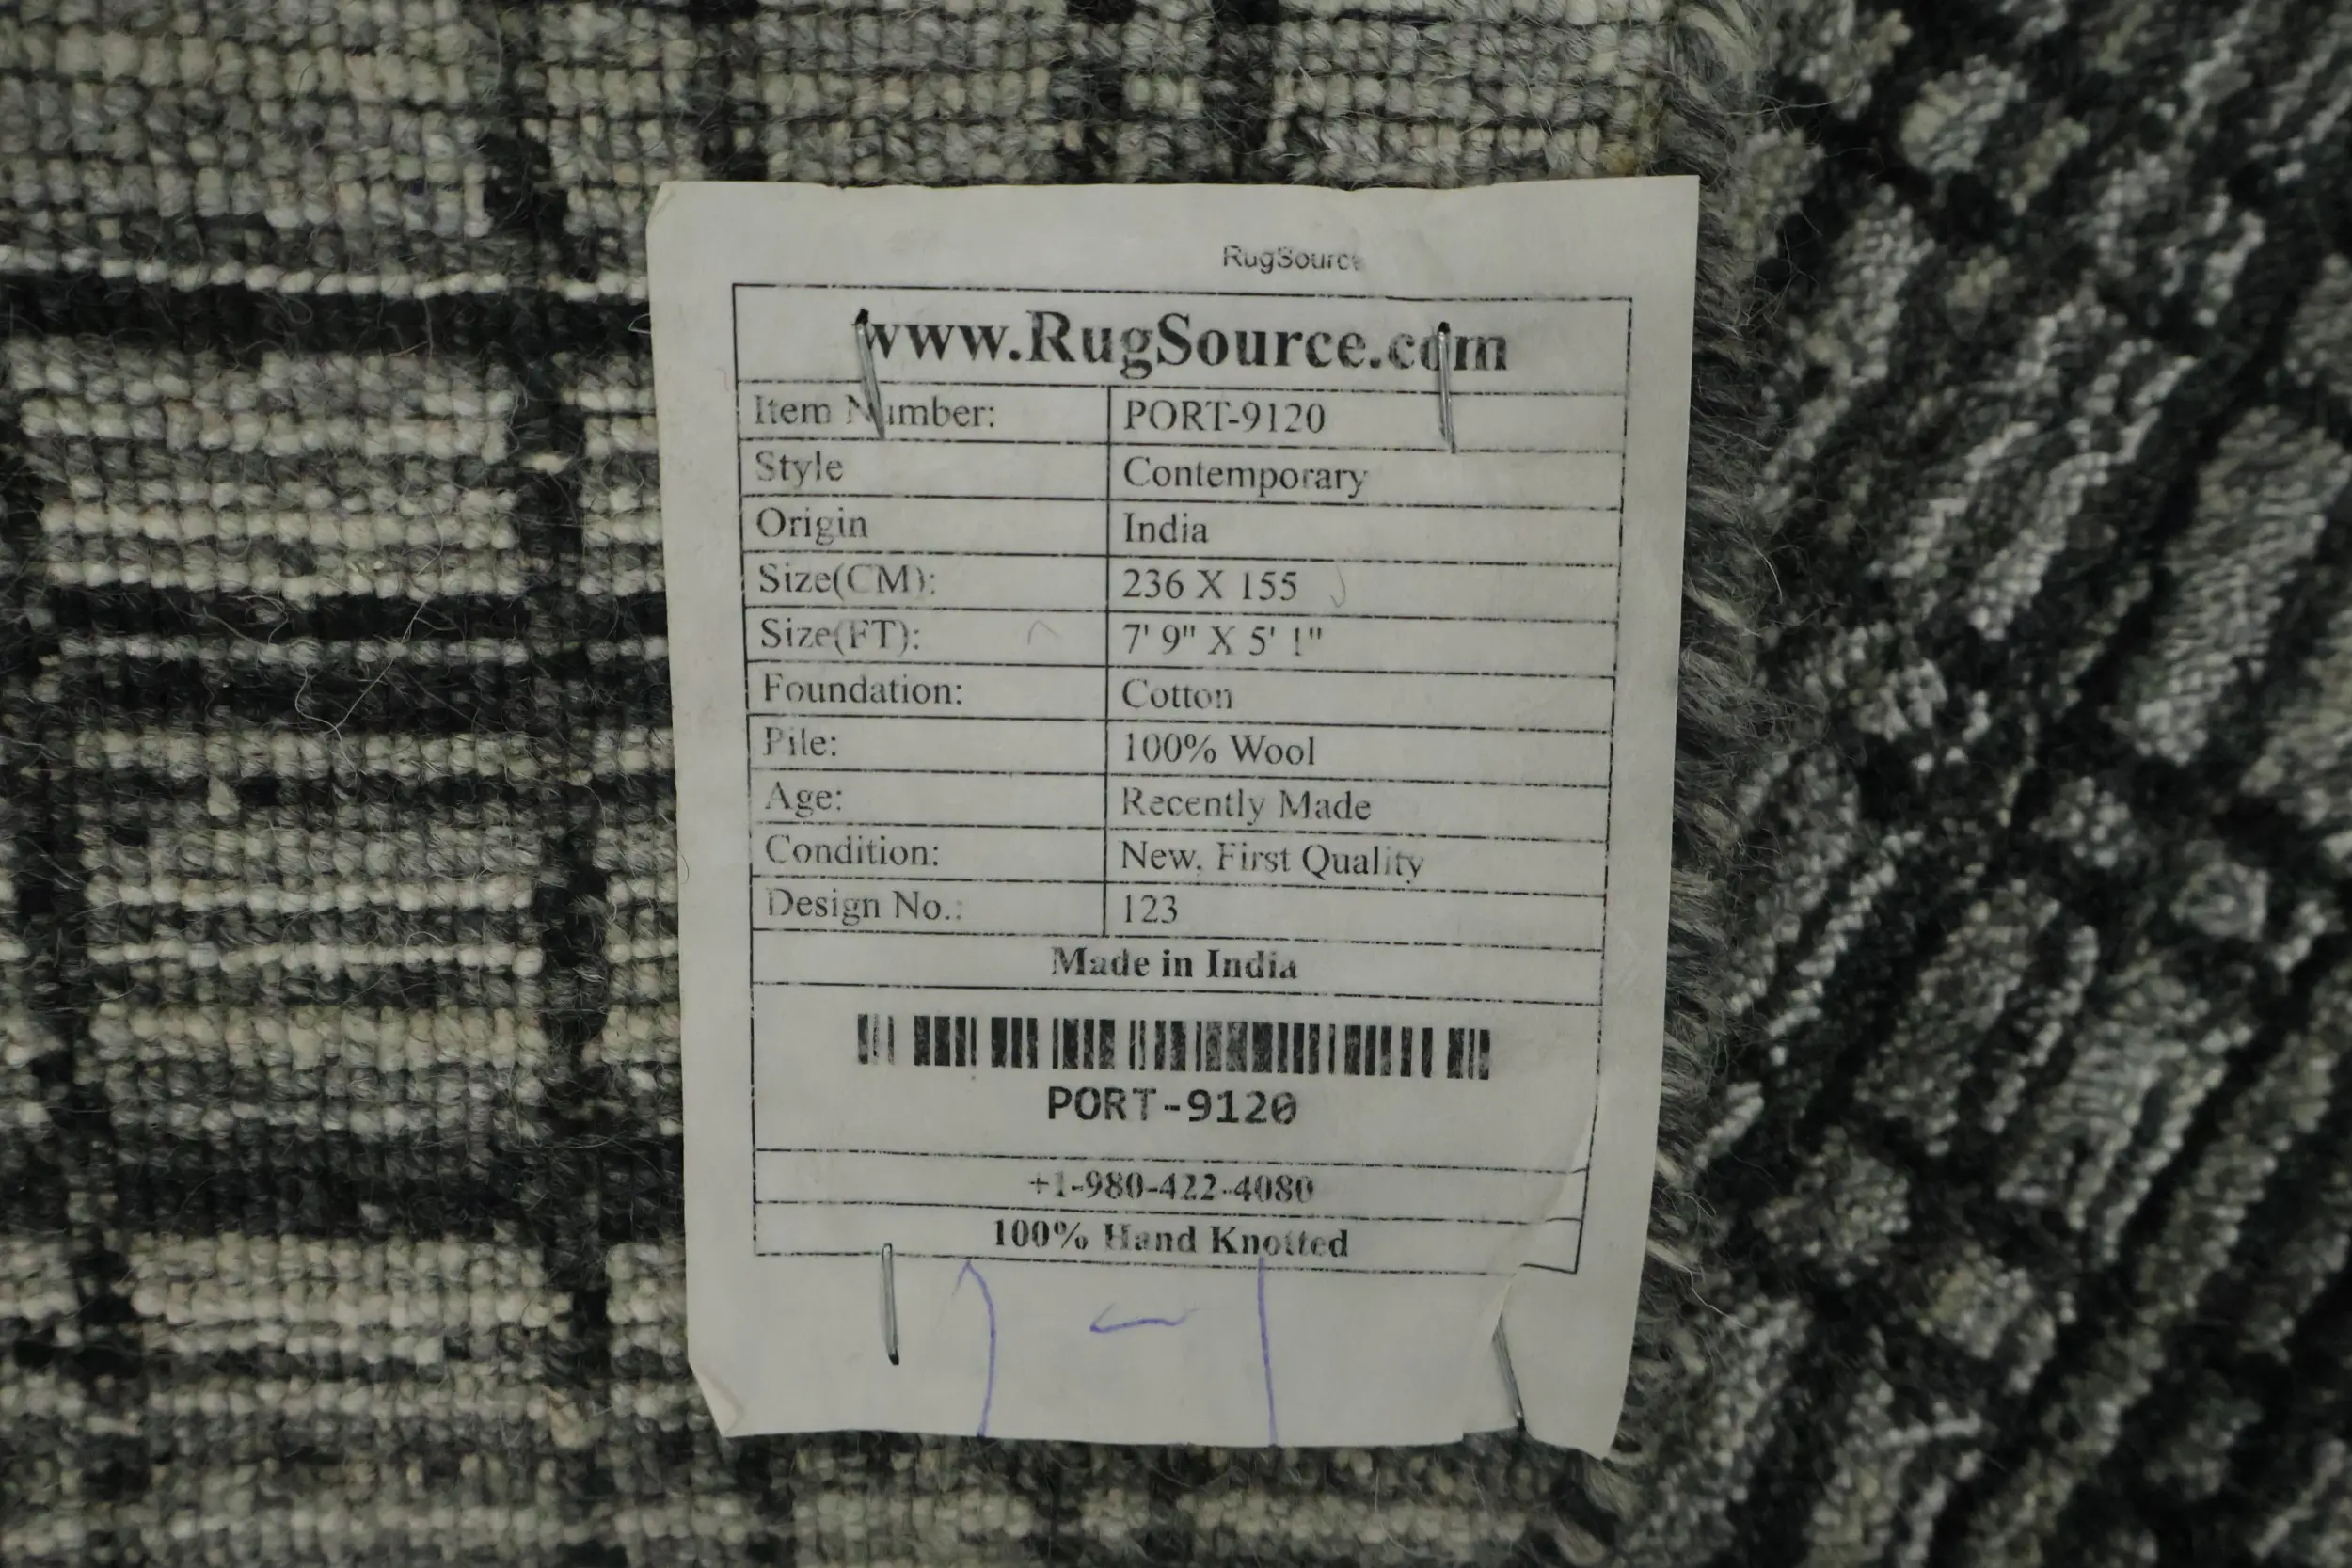 RugSource
www.RugSource.com
Item Number: PORT-9120
Style Contemporary
Origin India
Size(CM): 236 X 155
Size(FT): 7' 9" X 5' 1"
Foundation: Cotton
Pile: 100% Wool
Age: Recently Made
Condition: New, First Quality
Design No.: 123
Made in India
PORT-9120
+1-980-422-4080
100% Hand Knotted